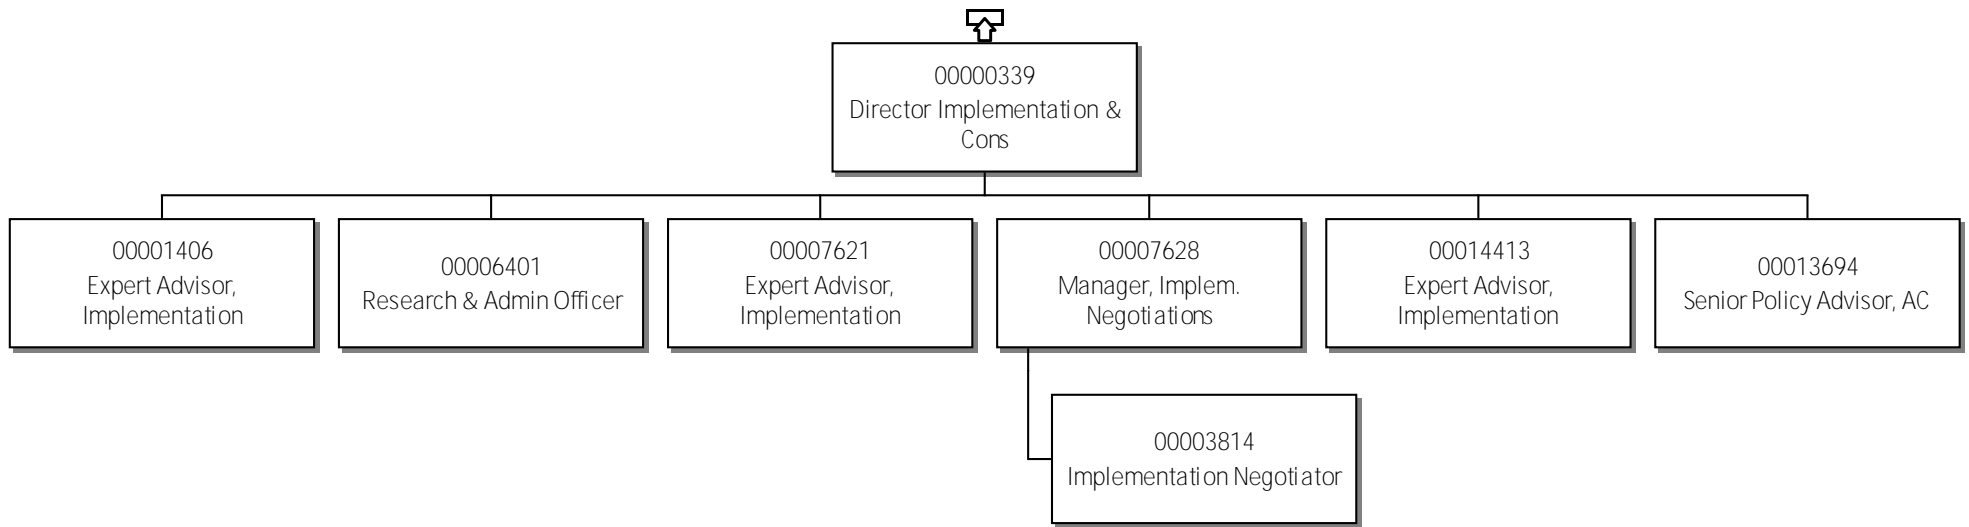 00000339
Director Implementation &
Cons
00001406
Expert Advisor,
Implementation
00006401
Research & Admin Officer
00007621
Expert Advisor,
Implementation
00007628
Manager, Implem.
Negotiations
00014413
Expert Advisor,
Implementation
00013694
Senior Policy Advisor, AC
00003814
Implementation Negotiator